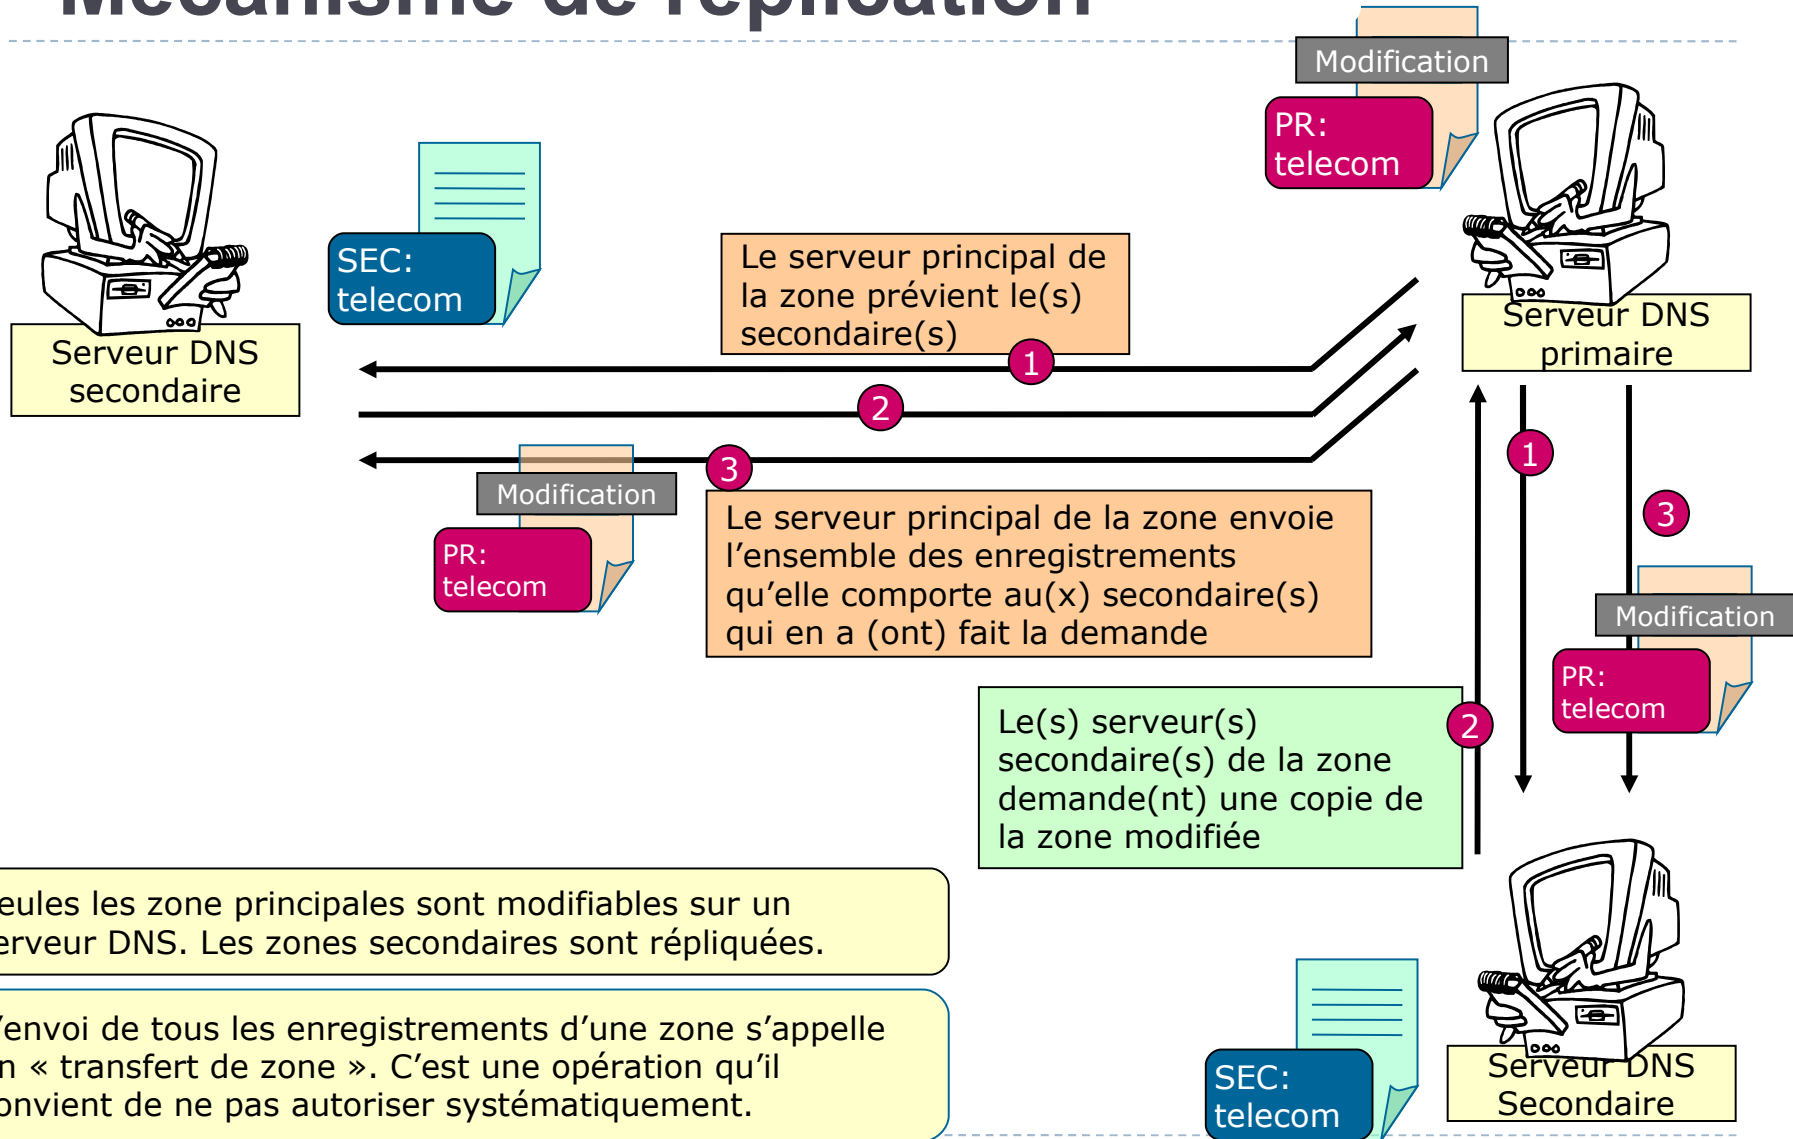 Mécanisme de réplication
Modification
PR:
telecom
SEC:
telecom
Le serveur principal de
la zone prévient le(s)
secondaire(s)
Serveur DNS
primaire
Serveur DNS
secondaire
1
2
3
1
3
Modification
PR:
telecom
Le serveur principal de la zone envoie
l’ensemble des enregistrements
qu’elle comporte au(x) secondaire(s)
qui en a (ont) fait la demande
Modification
PR:
telecom
Le(s) serveur(s)
secondaire(s) de la zone
demande(nt) une copie de
la zone modifiée
2
eules les zone principales sont modifiables sur un
erveur DNS. Les zones secondaires sont répliquées.
’envoi de tous les enregistrements d’une zone s’appelle
n « transfert de zone ». C’est une opération qu’il
onvient de ne pas autoriser systématiquement.
SEC:
telecom
Serveur DNS
Secondaire